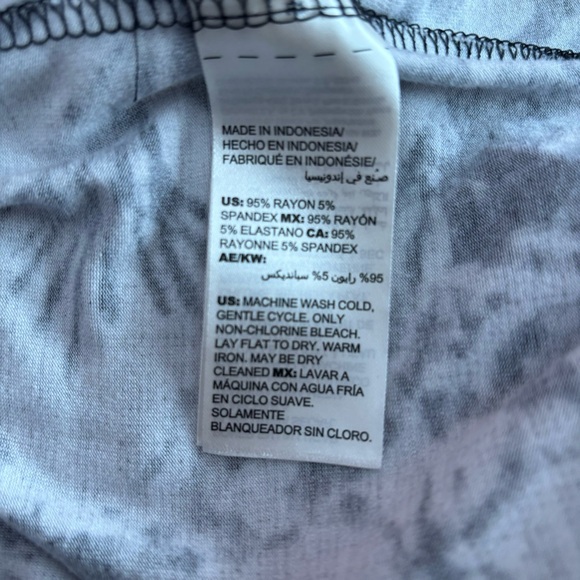 MADE IN INDONESIA/
HECHO EN INDONESIA/
FABRIQUÉ EN INDONÉSIE/
صنع في إندونيسيا
US: 95% RAYON 5%
SPANDEX MX: 95% RAYÓN
5% ELASTANO CA: 95%
RAYONNE 5% SPANDEX
AE/KW:
95% رايون 5% سبانديكس
US: MACHINE WASH COLD,
GENTLE CYCLE. ONLY
NON-CHLORINE BLEACH.
LAY FLAT TO DRY. WARM
IRON. MAY BE DRY
CLEANED MX: LAVAR A
MÁQUINA CON AGUA FRÍA
EN CICLO SUAVE.
SOLAMENTE
BLANQUEADOR SIN CLORO.